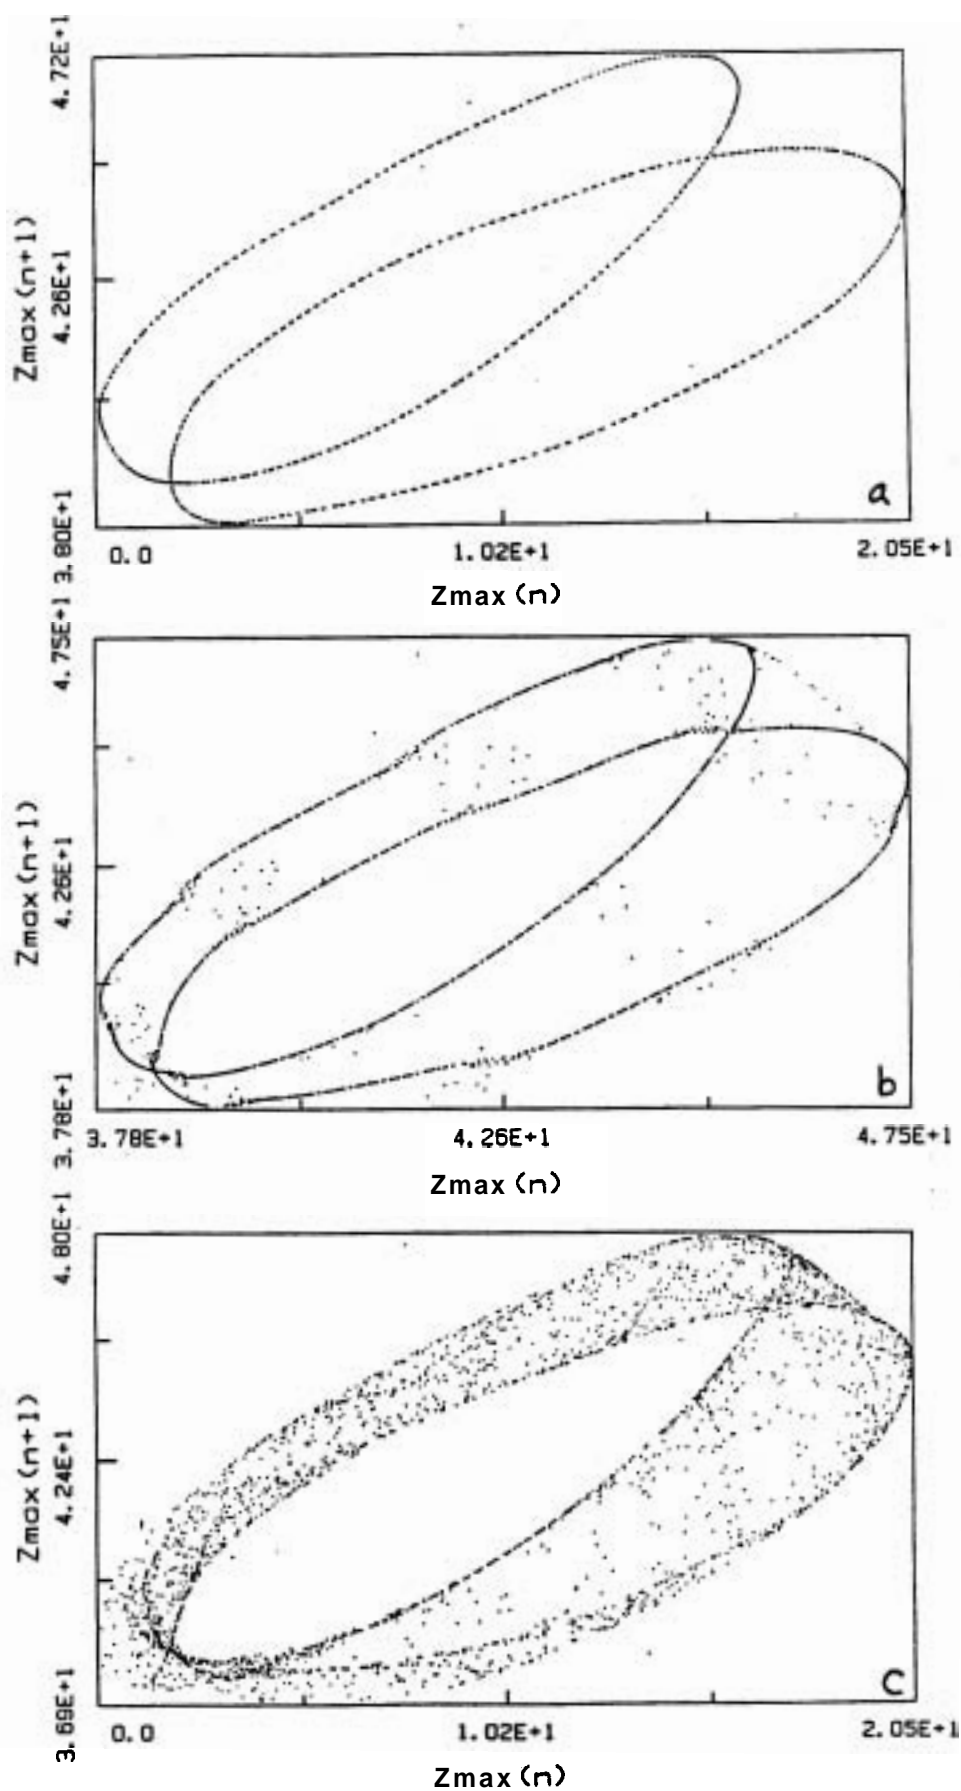 4.72E+1
Zmax(n+1)
4.26E+1
3.80E+1
a
0.0
1.02E+1
2.05E+1
Zmax(n)
4.75E+1
Zmax(n+1)
4.26E+1
3.78E+1
b
3.78E+1
4.26E+1
4.75E+1
Zmax(n)
4.80E+1
Zmax(n+1)
4.24E+1
3.69E+1
C
0.0
1.02E+1
2.05E+1
Zmax(n)